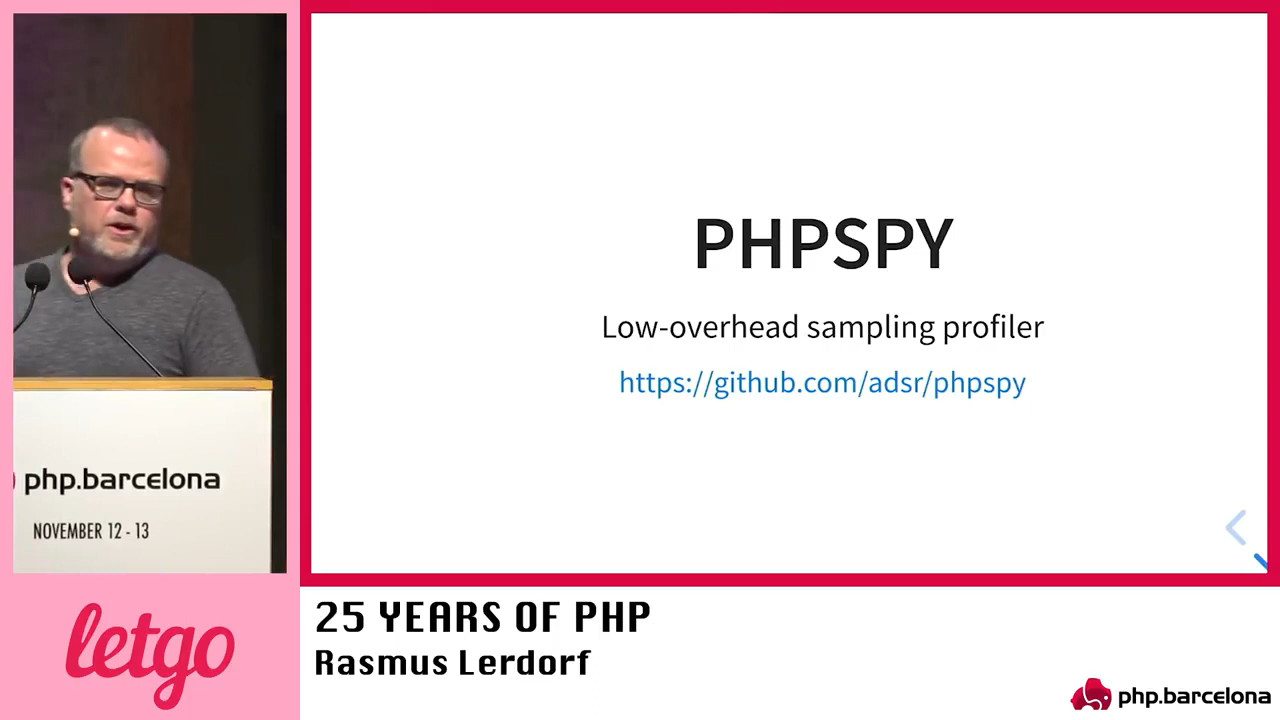 PHPSPY
Low-overhead sampling profiler
https://github.com/adsr/phpspy
php.barcelona
NOVEMBER 12 - 13
letgo
25 YEARS OF PHP
Rasmus Lerdorf
php.barcelona